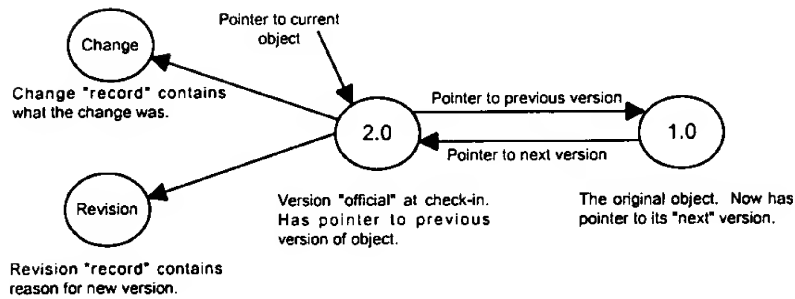 Pointer to current
object
Change
Change "record" contains
what the change was.
Pointer to previous version
2.0
1.0
Pointer to next version
Revision
Version "official" at check-in.
Has pointer to previous
version of object.
The original object. Now has
pointer to its "next" version.
Revision "record" contains
reason for new version.